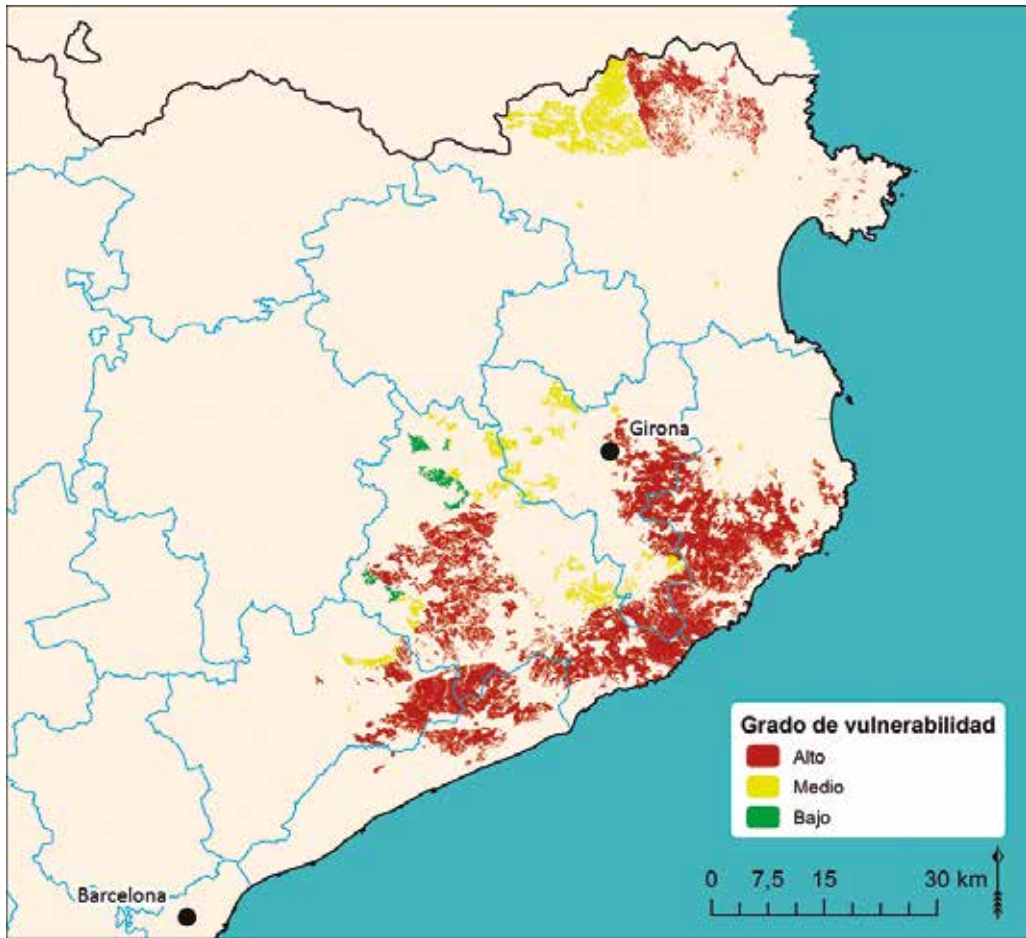 Girona
Grado de vulnerabilidad
Alto
Medio
Bajo
Barcelona
0 7,5 15 30 km